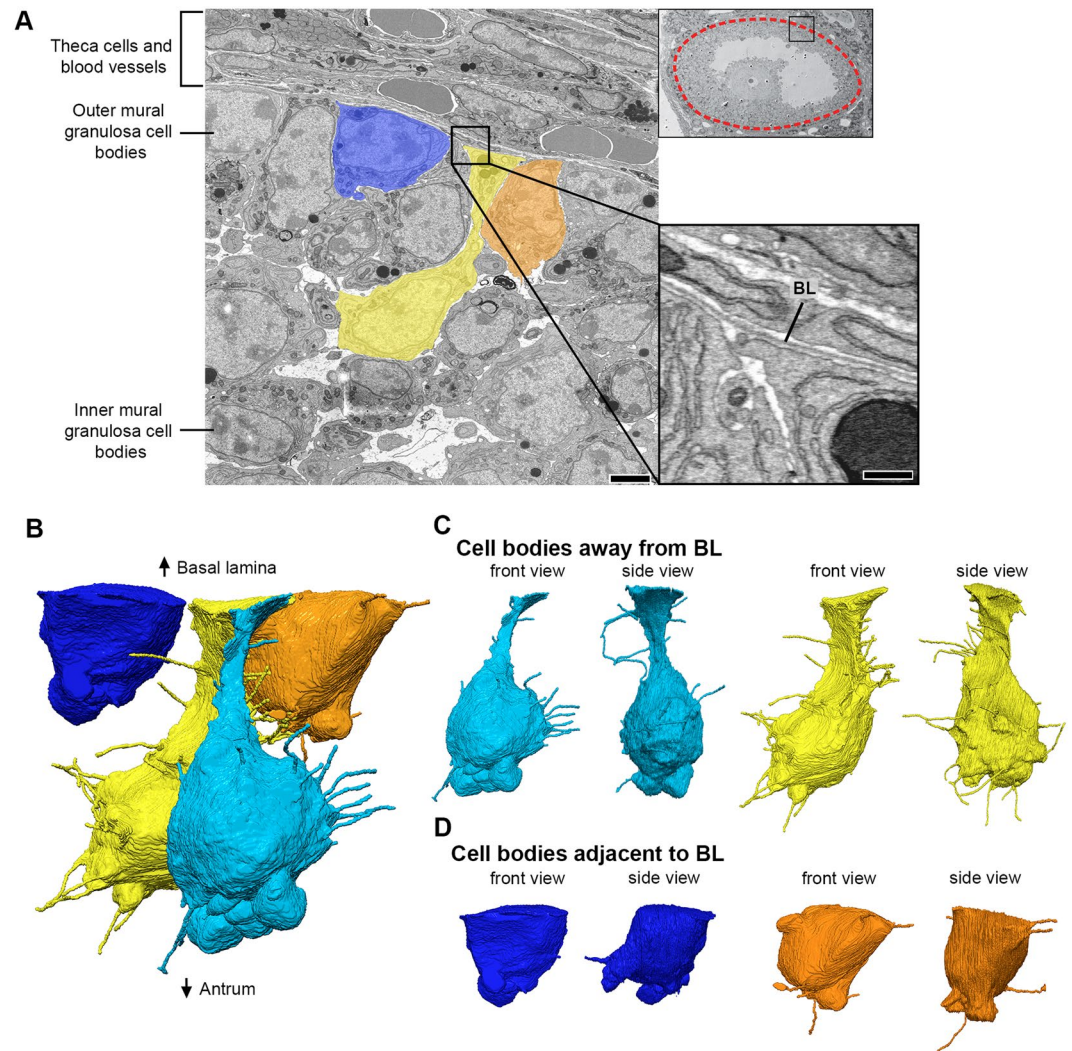 A
Theca cells and
blood vessels
Outer mural
granulosa cell
bodies
BL
Inner mural
granulosa cell
bodies
B
Basal lamina
Antrum
C
Cell bodies away from BL
front view side view front view side view
D
Cell bodies adjacent to BL
front view side view front view side view